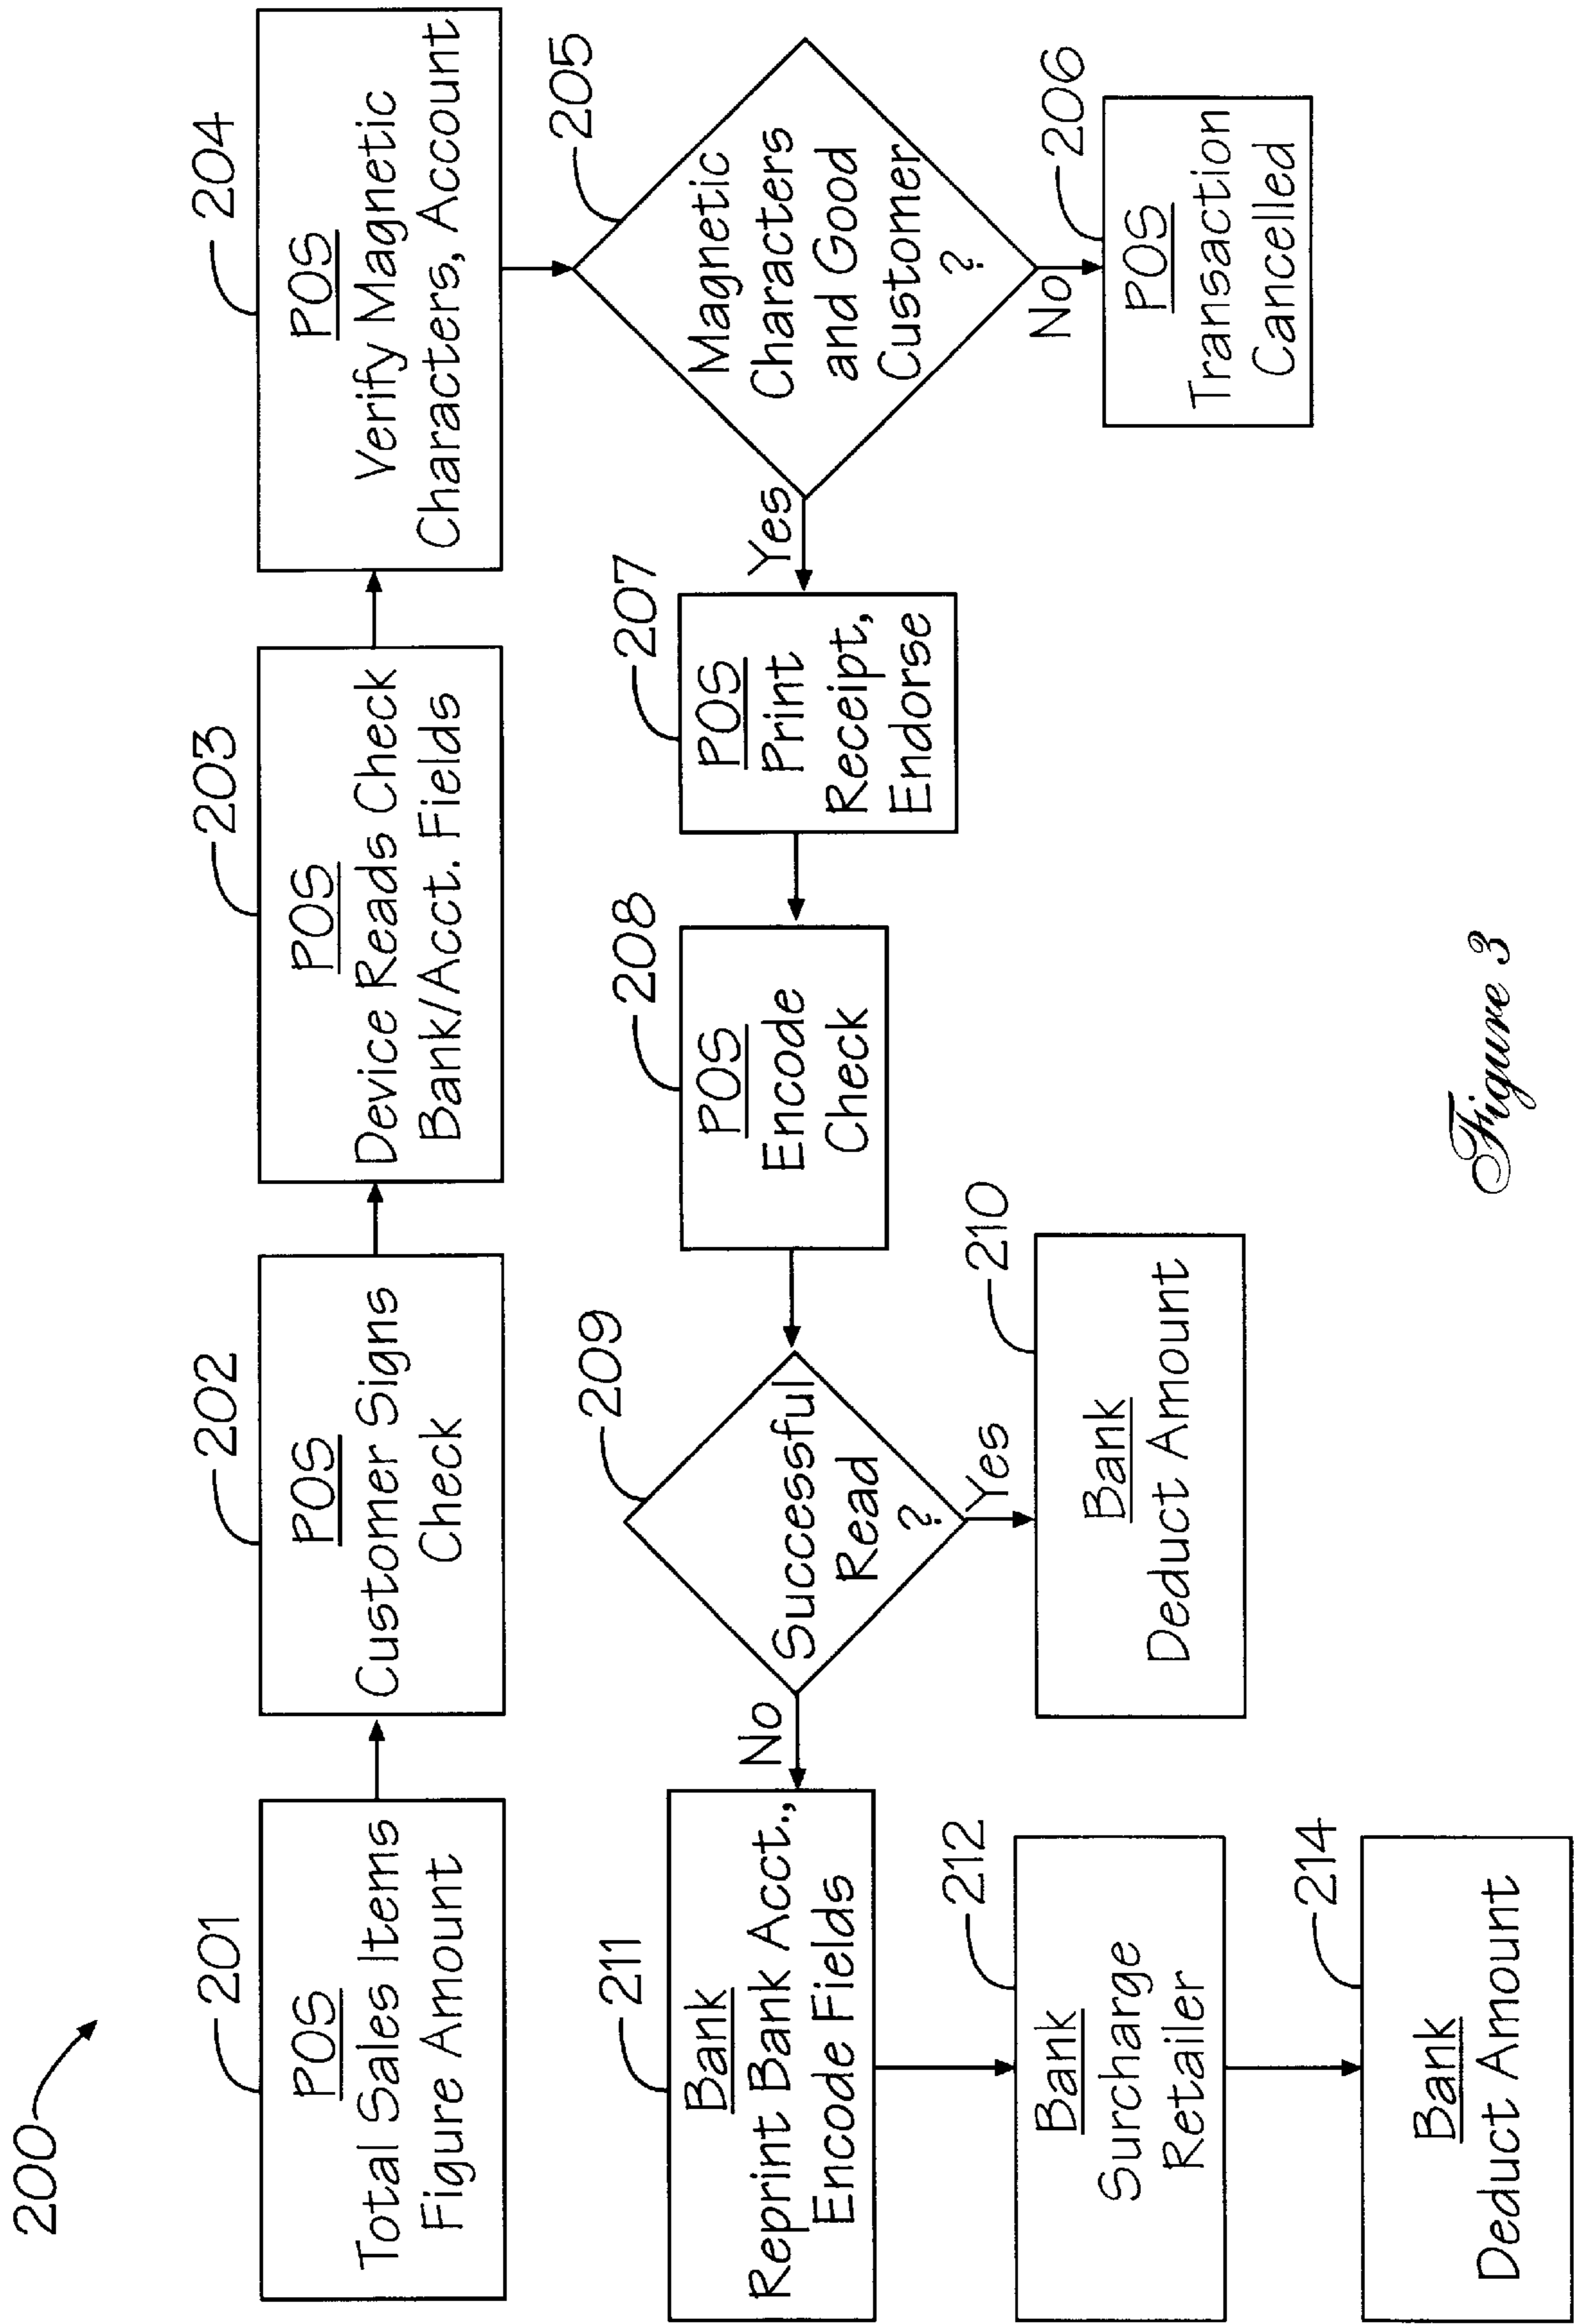 200
201
POS
Total Sales Items
Figure Amount
202
POS
Customer Signs
Check
203
POS
Device Reads Check
Bank/Acct. Fields
204
POS
Verify Magnetic
Characters, Account
205
Magnetic
Characters
and Good
Customer
?
No
206
POS
Transaction
Cancelled
Yes
207
POS
Print
Receipt,
Endorse
208
POS
Encode
Check
209
Successful
Read
?
Yes
210
Bank
Deduct Amount
No
211
Bank
Reprint Bank Acct.,
Encode Fields
212
Bank
Surcharge
Retailer
214
Bank
Deduct Amount
Figure 3